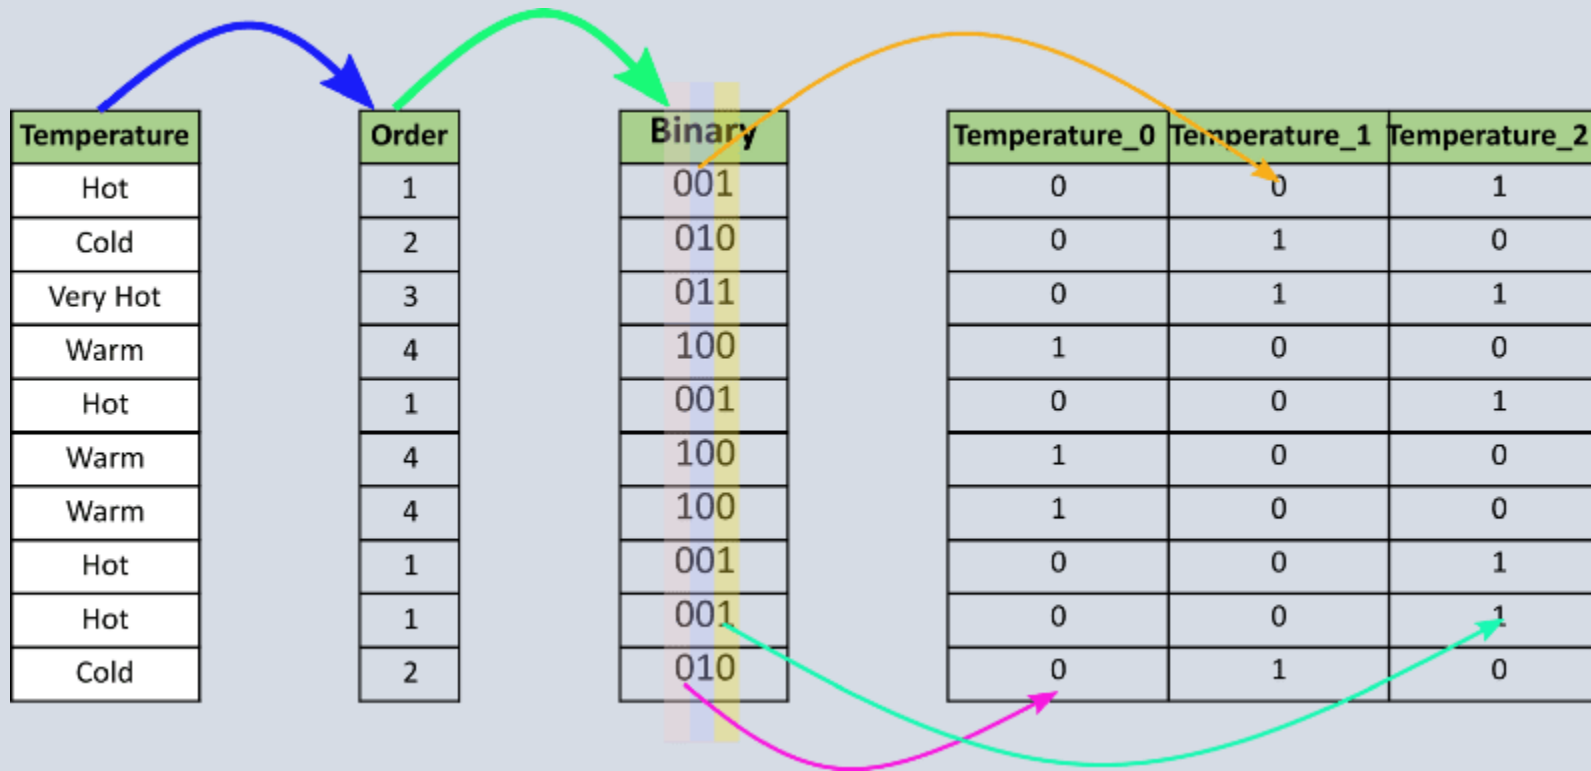 Temperature Order Binary Temperature_0 Temperature_1 Temperature_2
Hot 1 001 0 0 1
Cold 2 010 0 1 0
Very Hot 3 011 0 1 1
Warm 4 100 1 0 0
Hot 1 001 0 0 1
Warm 4 100 1 0 0
Warm 4 100 1 0 0
Hot 1 001 0 0 1
Hot 1 001 0 0 1
Cold 2 010 0 1 0